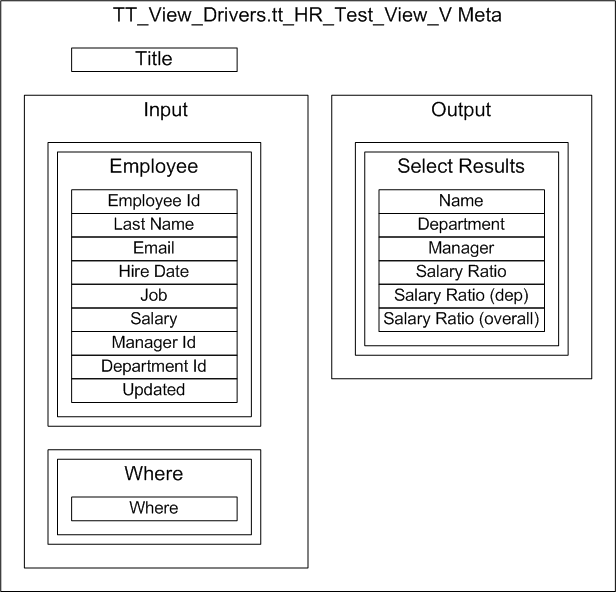 TT_View_Drivers.tt_HR_Test_View_V Meta
Title
Input
Employee
Employee Id
Last Name
Email
Hire Date
Job
Salary
Manager Id
Department Id
Updated
Where
Where
Output
Select Results
Name
Department
Manager
Salary Ratio
Salary Ratio (dep)
Salary Ratio (overall)